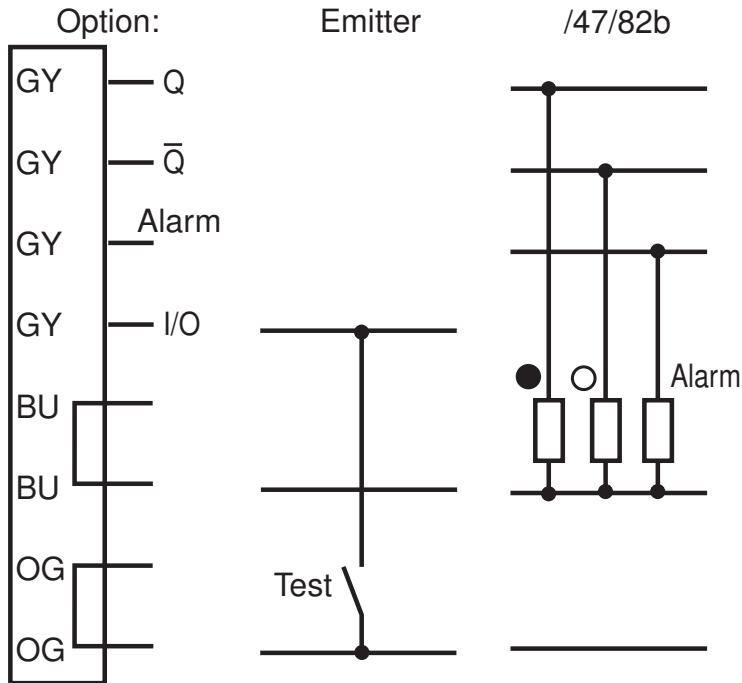 Option: Emitter /47/82b
GY Q
GY Q̅
GY Alarm
GY I/O
Alarm
BU
BU
OG
Test
OG